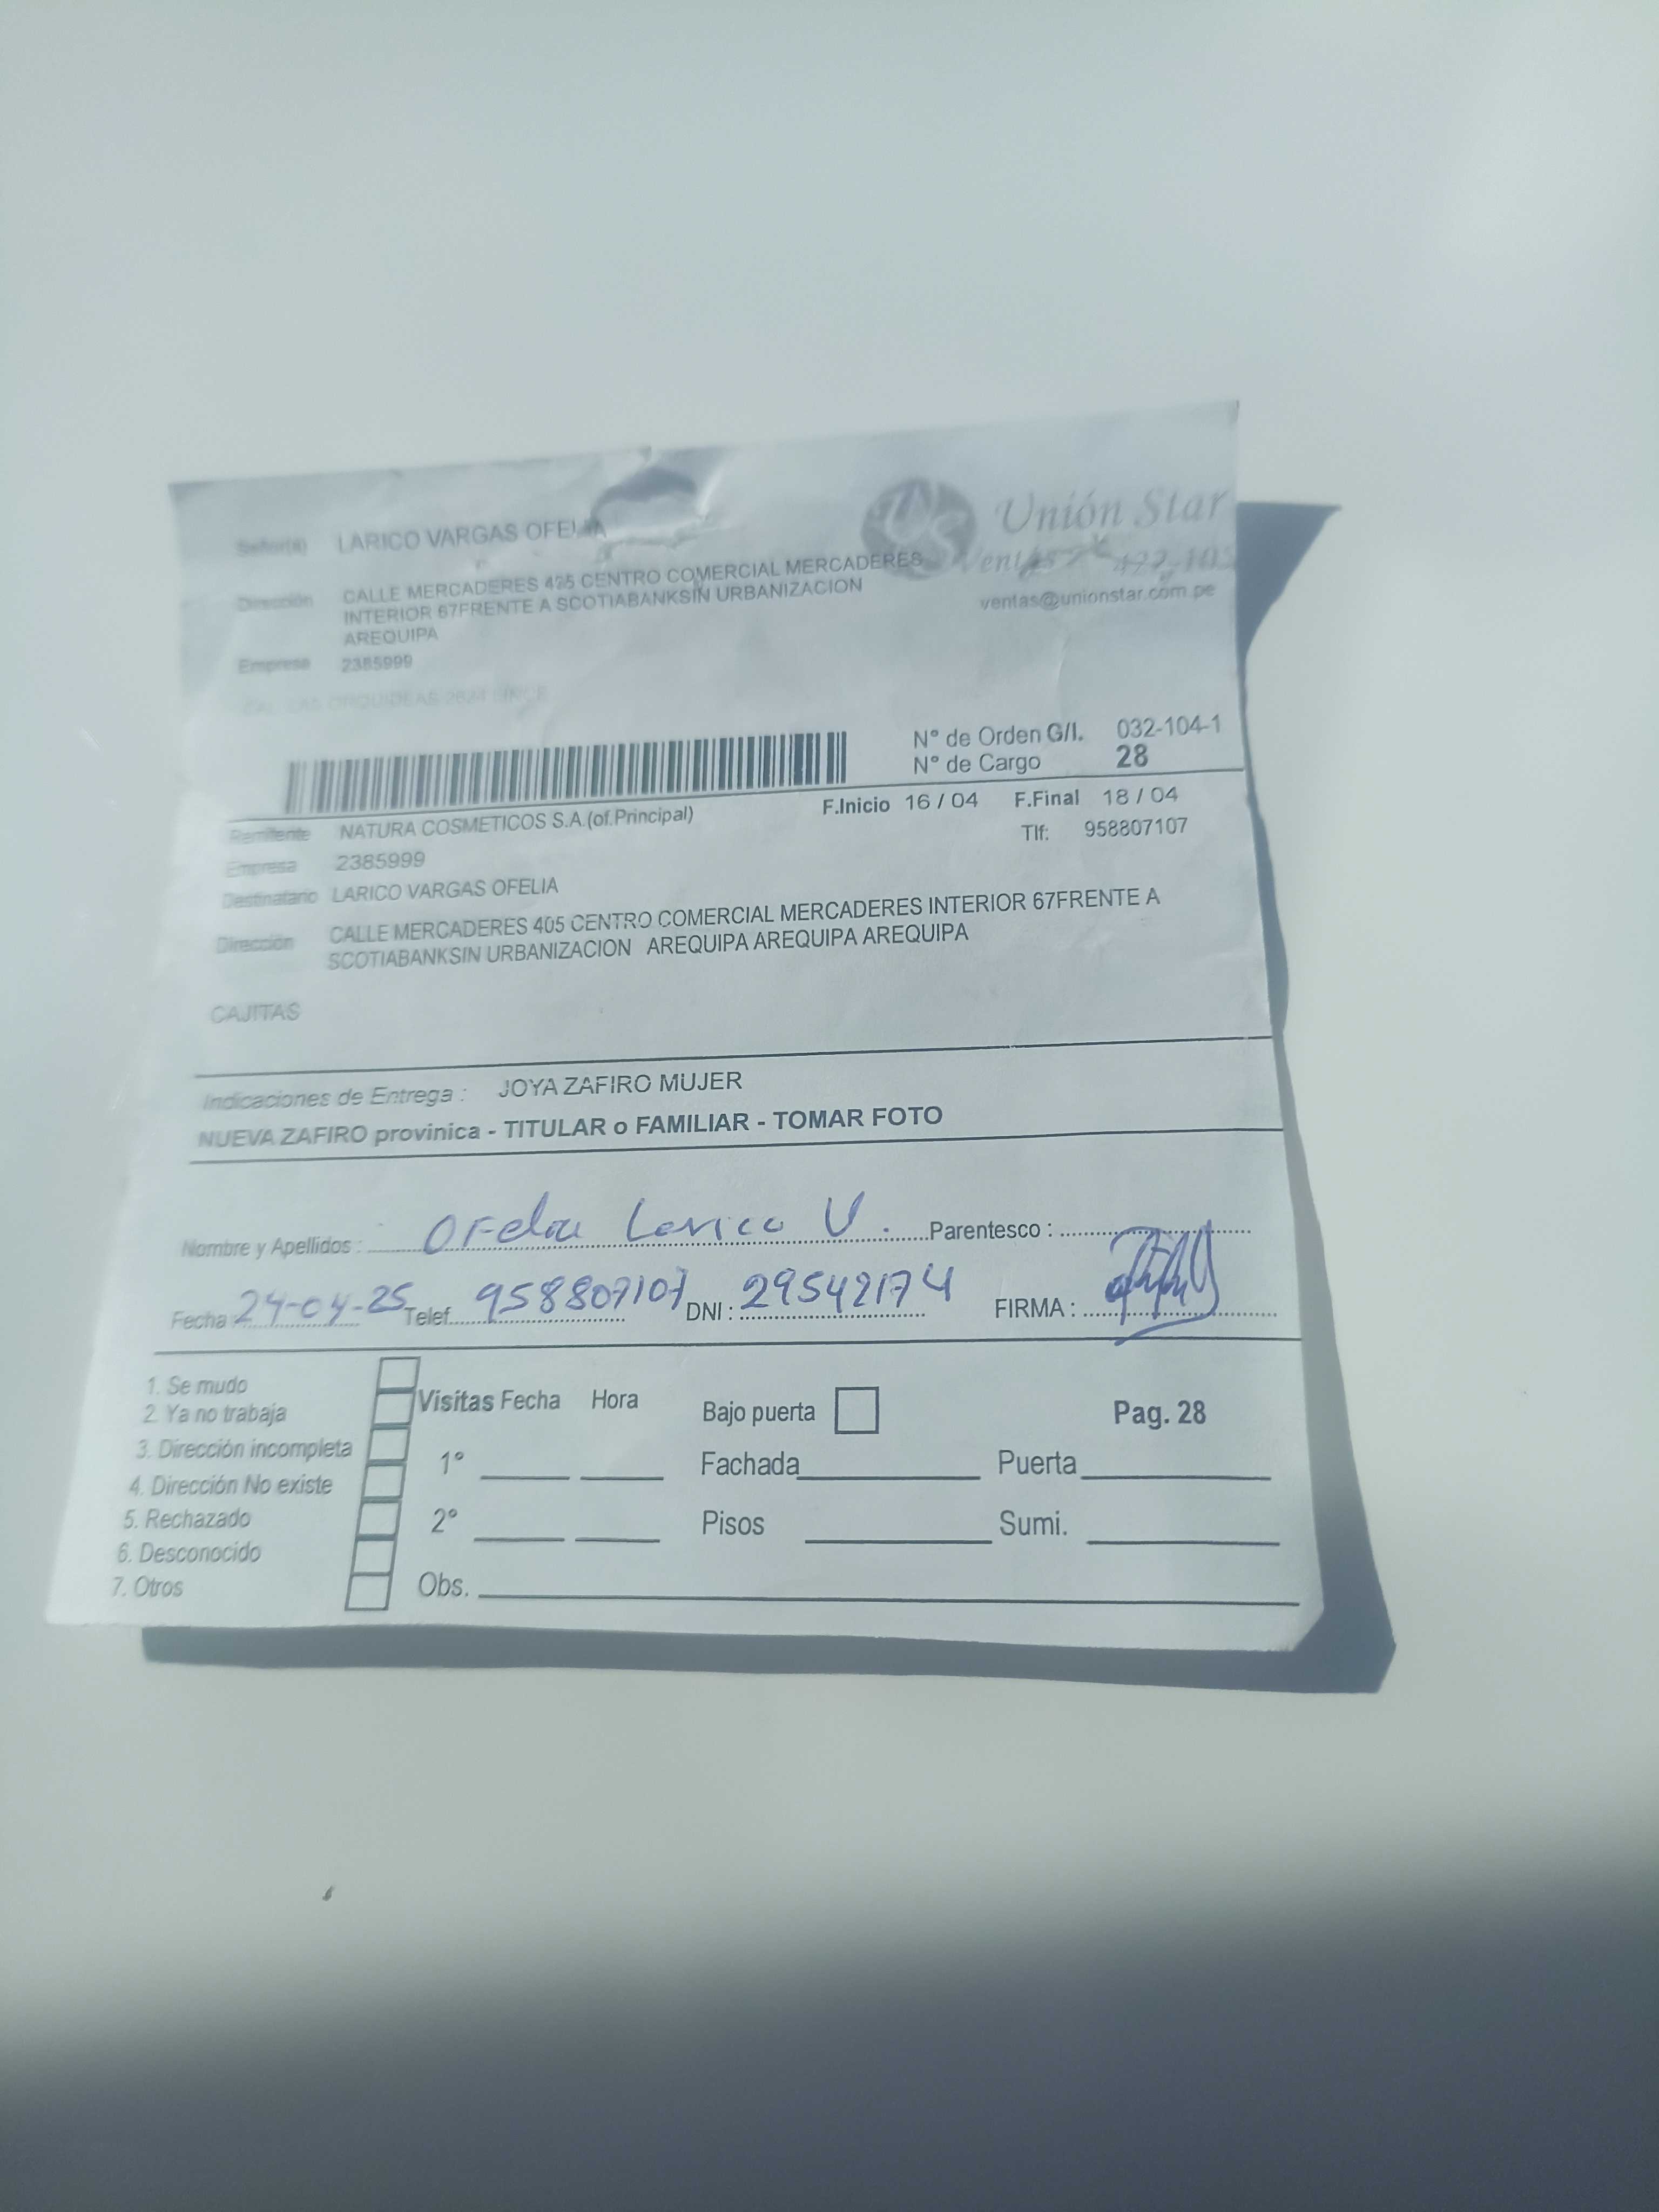 Señor(a) LARICO VARGAS OFELIA
Unión Star
Dirección CALLE MERCADERES 425 CENTRO COMERCIAL MERCADERES
INTERIOR 67FRENTE A SCOTIABANKSIN URBANIZACION
AREQUIPA
Ventas
ventas@unionstar.com.pe
Empresa 2385999
N° de Orden G/I. 032-104-1
N° de Cargo 28
F.Inicio 16 / 04 F.Final 18 / 04
Remitente NATURA COSMETICOS S.A.(of.Principal)
Tlf: 958807107
Empresa 2385999
Destinatario LARICO VARGAS OFELIA
Dirección CALLE MERCADERES 405 CENTRO COMERCIAL MERCADERES INTERIOR 67FRENTE A
SCOTIABANKSIN URBANIZACION AREQUIPA AREQUIPA AREQUIPA
CAJITAS
Indicaciones de Entrega : JOYA ZAFIRO MUJER
NUEVA ZAFIRO provinica - TITULAR o FAMILIAR - TOMAR FOTO
Nombre y Apellidos : Ofelia Larico V. Parentesco :
Fecha 24-04-25 Telef. 958807107 DNI : 29542174 FIRMA :
1. Se mudo
2. Ya no trabaja
3. Dirección incompleta
4. Dirección No existe
5. Rechazado
6. Desconocido
7. Otros
Visitas Fecha Hora
1°
2°
Obs.
Bajo puerta Pag. 28
Fachada Puerta
Pisos Sumi.